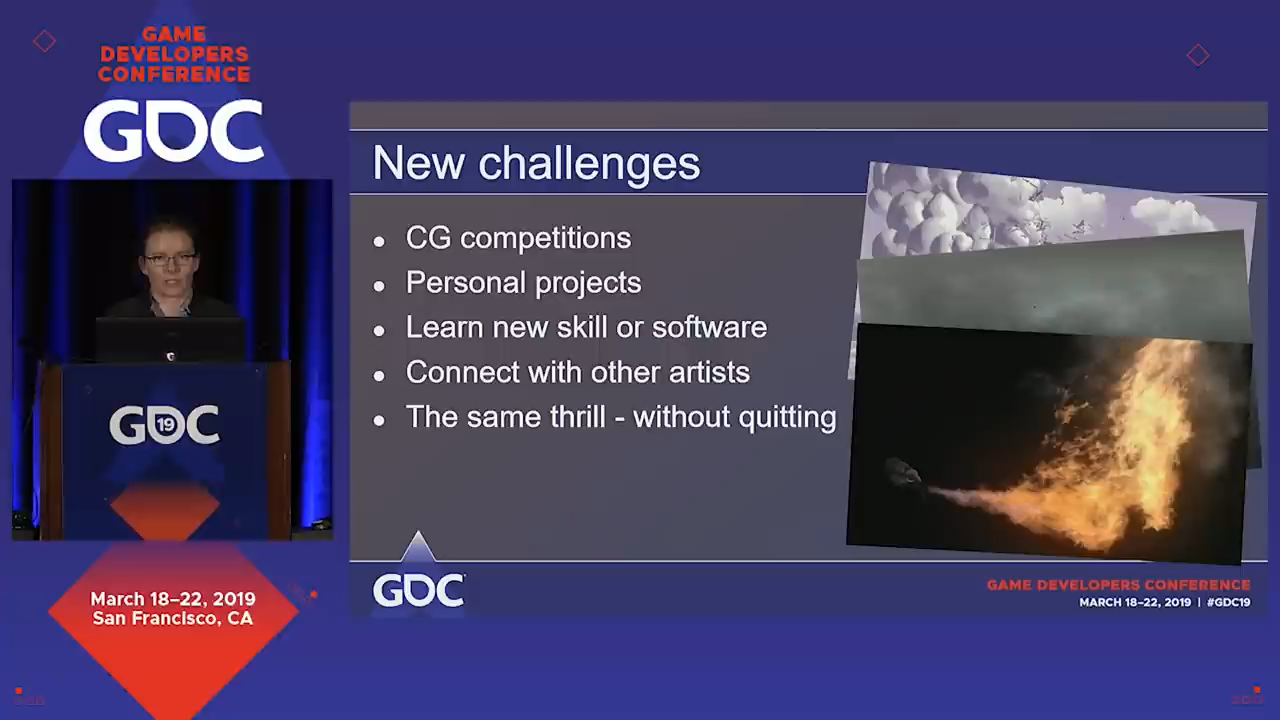 GAME
DEVELOPERS
CONFERENCE
GDC
GDC
19
March 18–22, 2019
San Francisco, CA
New challenges
• CG competitions
• Personal projects
• Learn new skill or software
• Connect with other artists
• The same thrill - without quitting
GDC
GAME DEVELOPERS CONFERENCE
MARCH 18–22, 2019 | #GDC19